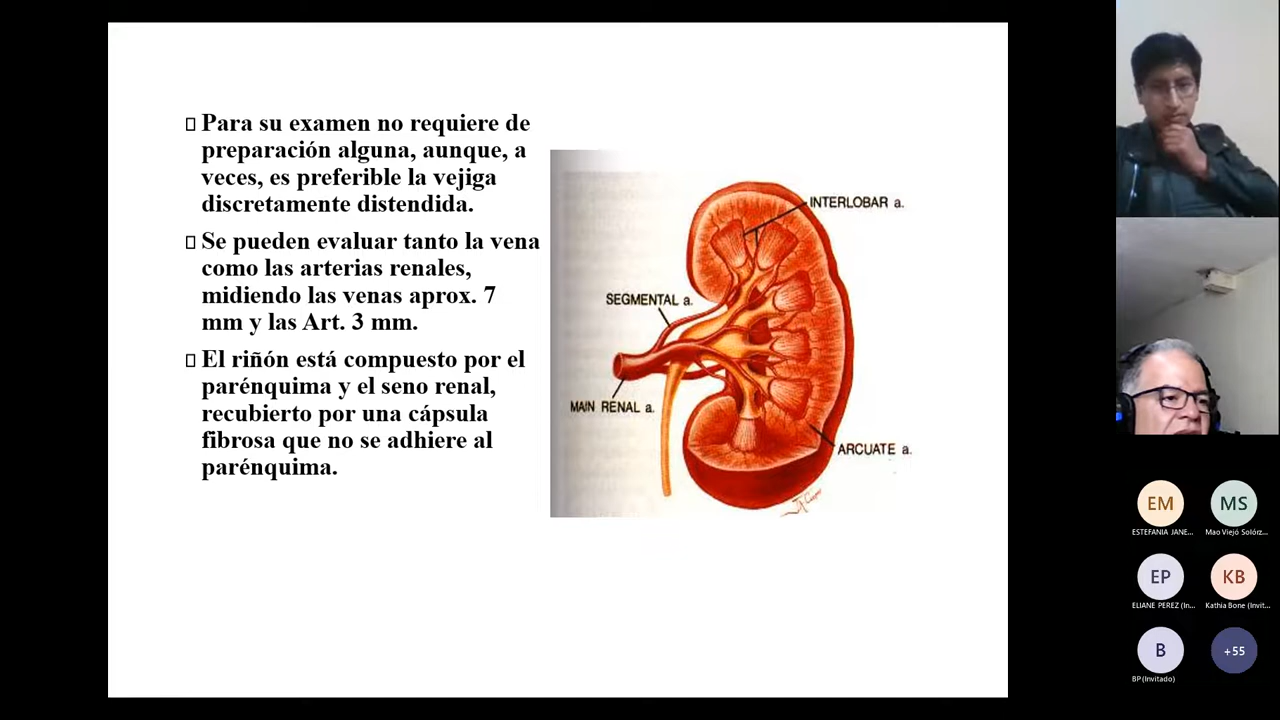 Para su examen no requiere de
preparación alguna, aunque, a
veces, es preferible la vejiga
discretamente distendida.
Se pueden evaluar tanto la vena
como las arterias renales,
midiendo las venas aprox. 7
mm y las Art. 3 mm.
El riñón está compuesto por el
parénquima y el seno renal,
recubierto por una cápsula
fibrosa que no se adhiere al
parénquima.
INTERLOBAR a.
SEGMENTAL a.
MAIN RENAL a.
ARCUATE a.
EM
ESTEFANIA JANE...
MS
Mao Viejó Solórz...
EP
ELIANE PEREZ (In...
KB
Kathia Bone (Invit...
B
BP (Invitado)
+55